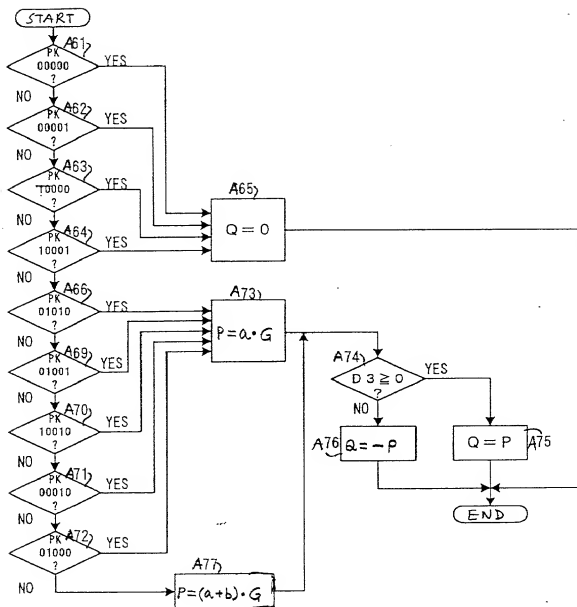 START
A61
PK
00000
?
YES
NO
A62
PK
00001
?
YES
NO
A63
PK
10000
?
YES
NO
A64
PK
10001
?
YES
NO
A65
Q = 0
A66
PK
01010
?
YES
NO
A69
PK
01001
?
YES
NO
A70
PK
10010
?
YES
NO
A71
PK
00010
?
YES
NO
A72
PK
01000
?
YES
NO
A73
P=a•G
A74
D3≧0
?
YES
NO
A76
Q=-P
Q=P
A75
END
A77
P=(a+b)•G